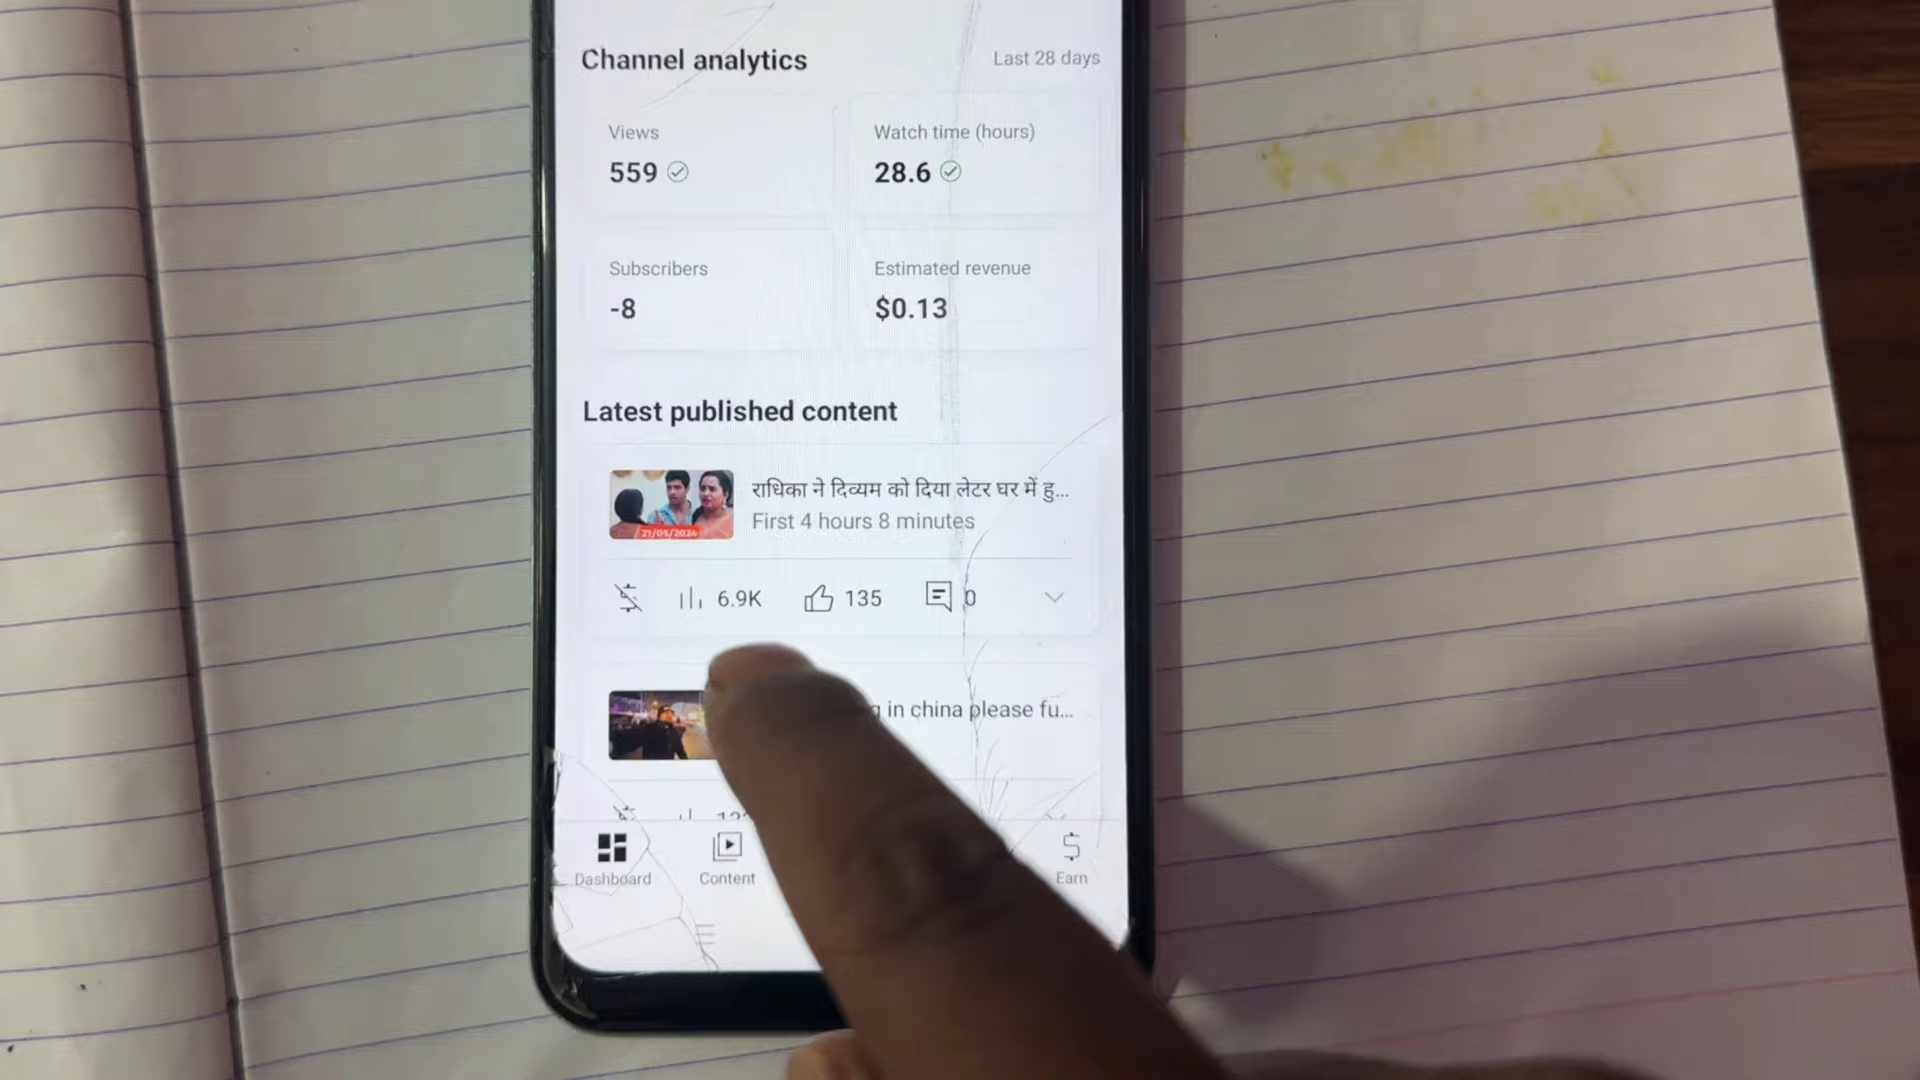 Channel analytics
Last 28 days
Views
Watch time (hours)
559
28.6
Subscribers
Estimated revenue
-8
$0.13
Latest published content
राधिका ने दिव्यम को दिया लेटर घर में हु...
First 4 hours 8 minutes
21/05/2024
6.9K
135
0
in china please fu...
Dashboard
Content
Earn